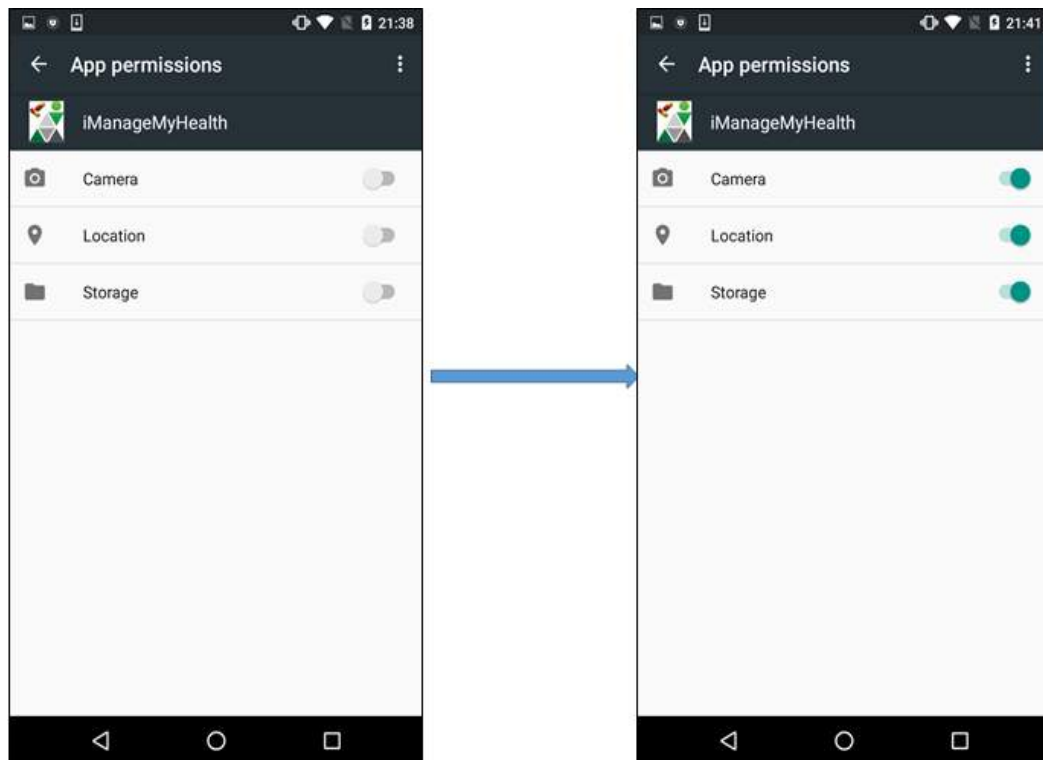 21:38
App permissions
iManageMyHealth
Camera
Location
Storage
21:41
App permissions
iManageMyHealth
Camera
Location
Storage